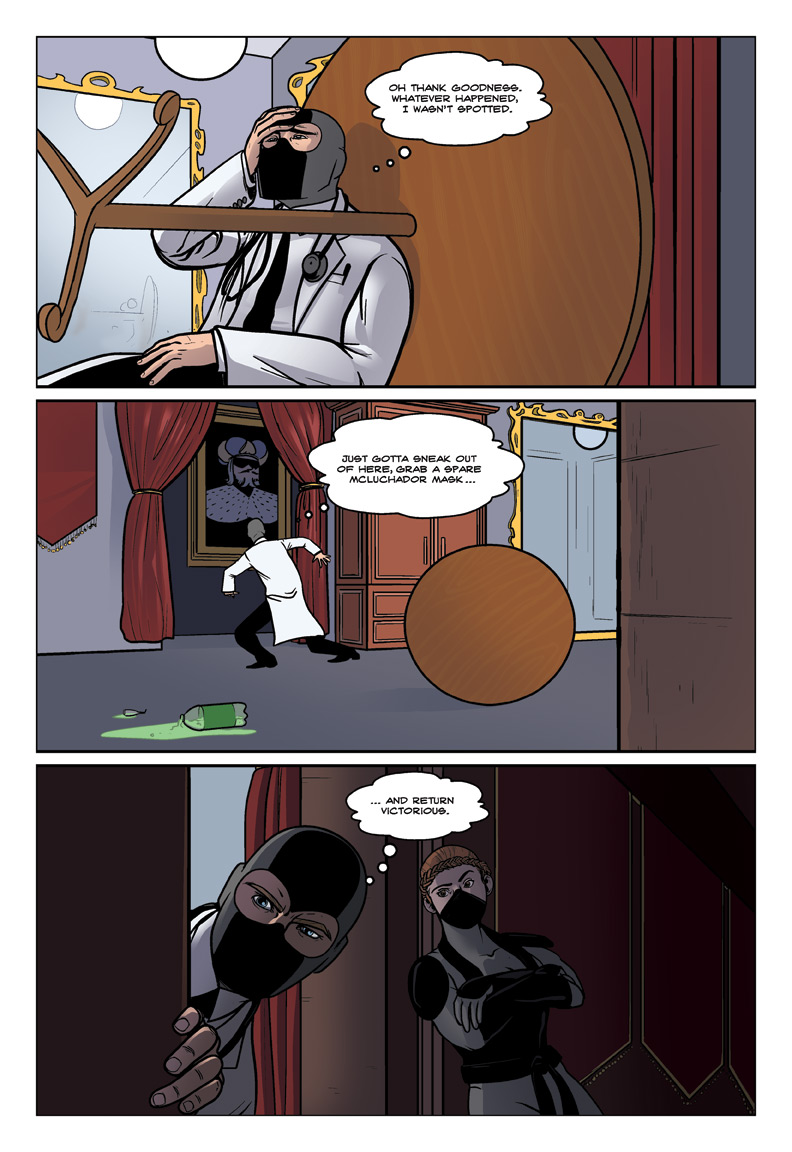 OH THANK GOODNESS.
WHATEVER HAPPENED,
I WASN'T SPOTTED.
JUST GOTTA SNEAK OUT
OF HERE, GRAB A SPARE
MCLUCHADOR MASK...
... AND RETURN
VICTORIOUS.